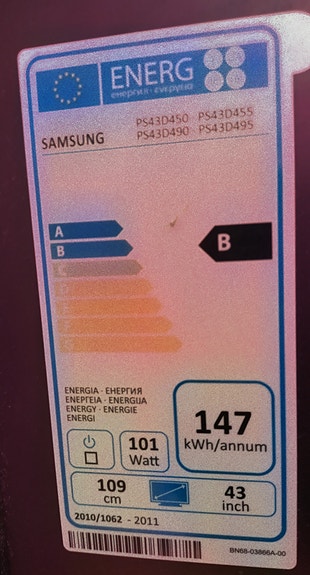 ENERG
енергия · ενεργεια
PS43D450 · PS43D455
SAMSUNG
PS43D490 · PS43D495
A
B
B
C
D
E
F
ENERGIA · ЕНЕРГИЯ
ΕΝΕΡΓΕΙΑ · ENERGIJA
ENERGY · ENERGIE
ENERGI
147
kWh/annum
101
Watt
109
cm
43
inch
2010/1062 - 2011
BN68-03866A-00